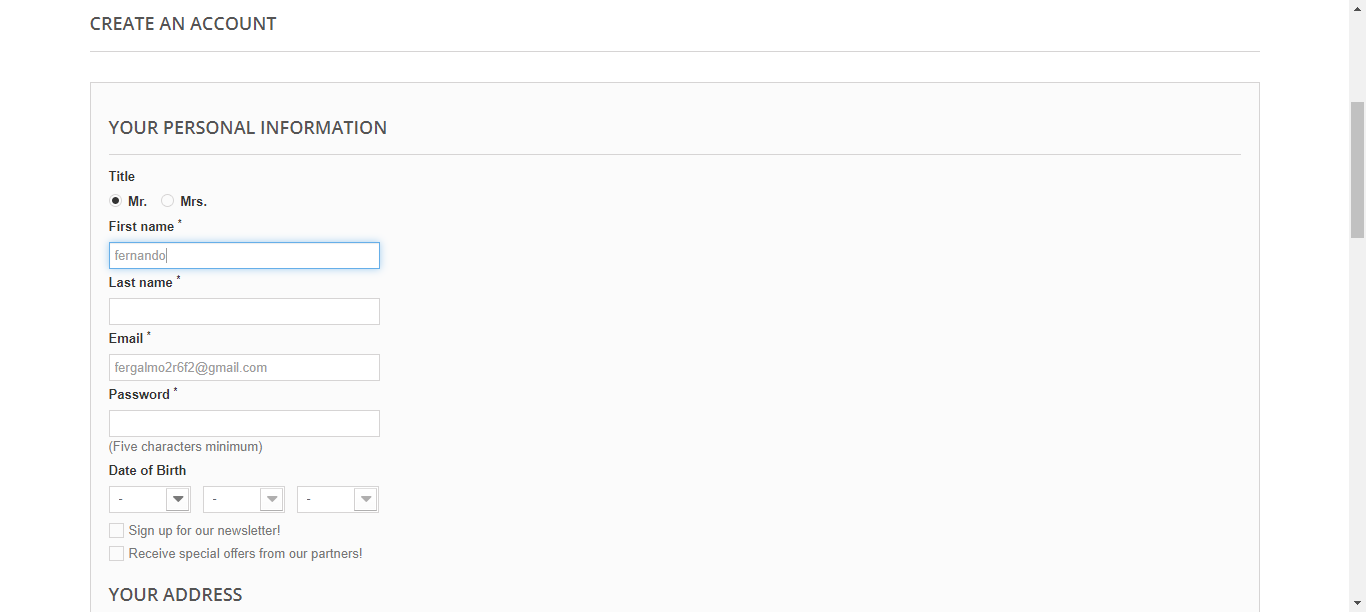 CREATE AN ACCOUNT
YOUR PERSONAL INFORMATION
Title
Mr. Mrs.
First name *
fernando
Last name *
Email *
fergalmo2r6f2@gmail.com
Password *
(Five characters minimum)
Date of Birth
- - -
Sign up for our newsletter!
Receive special offers from our partners!
YOUR ADDRESS